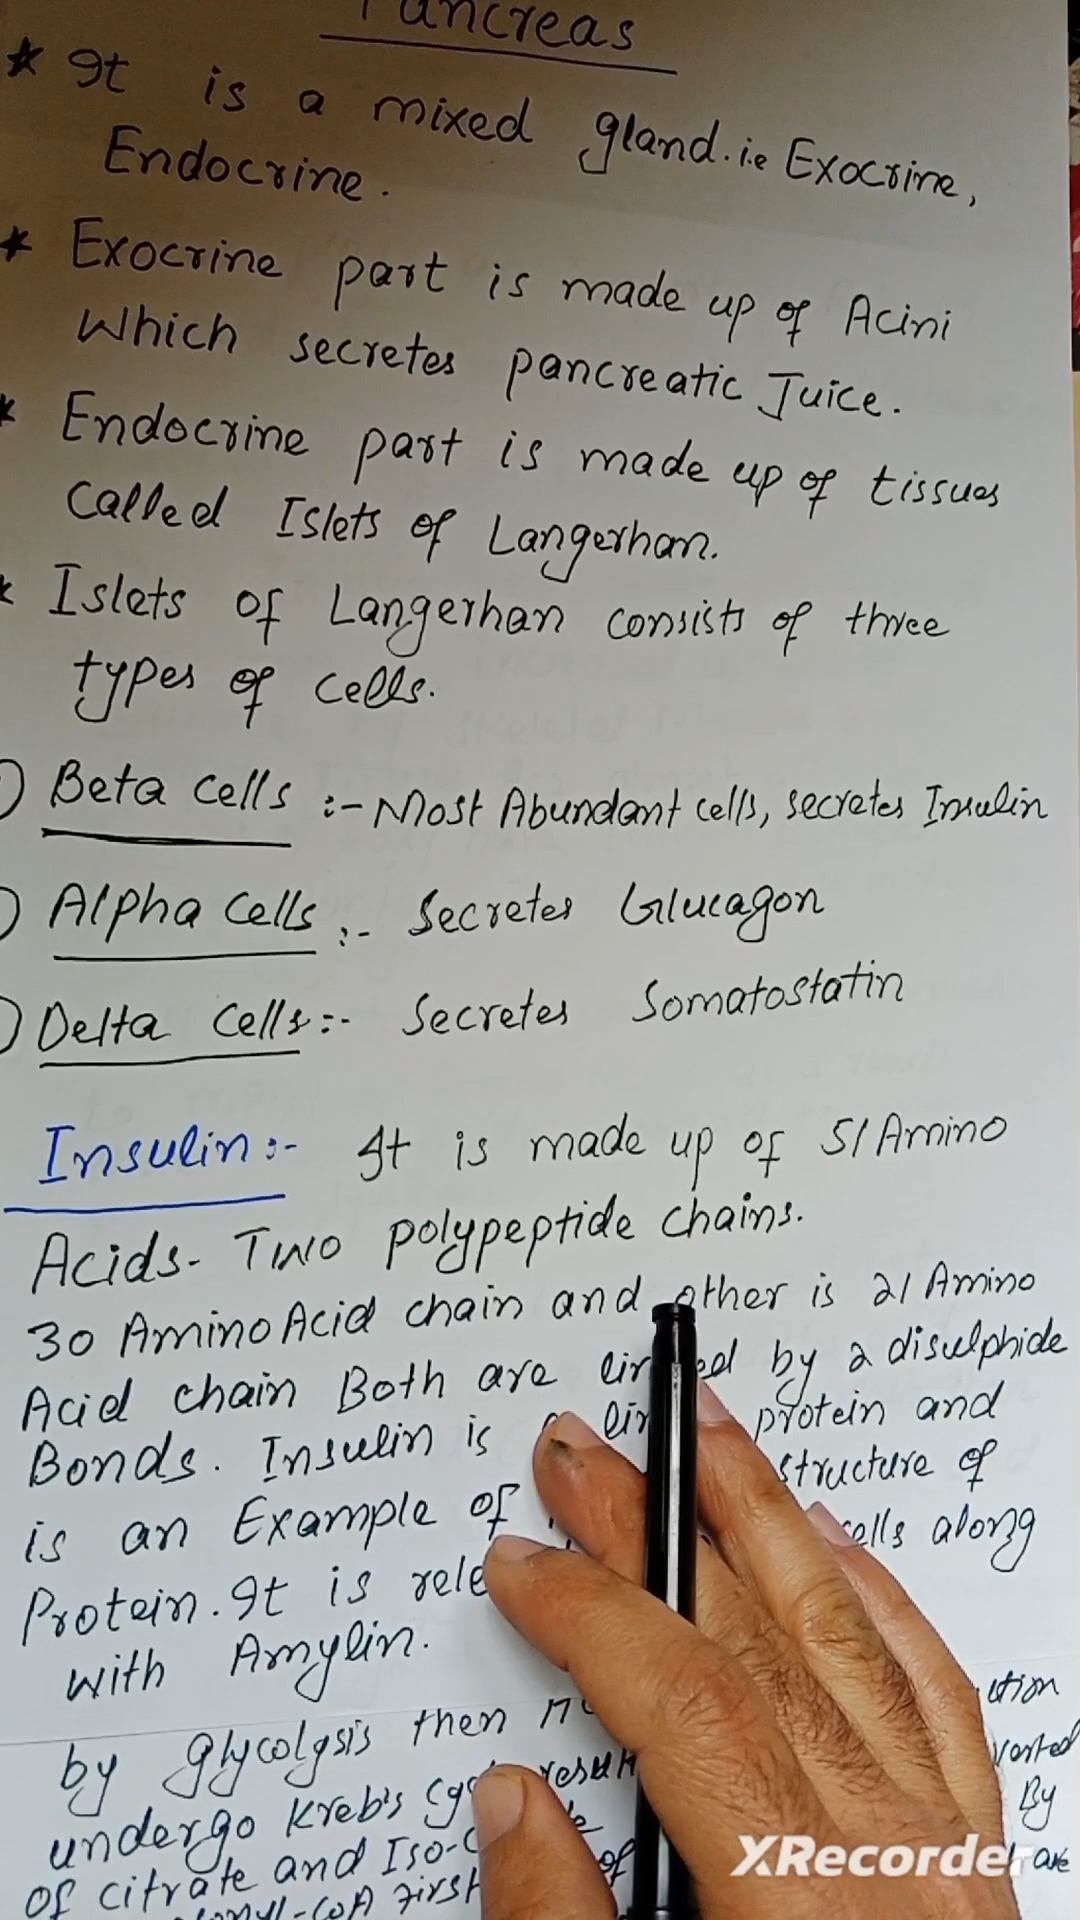 Pancreas
* It is a mixed gland. i.e Exocrine,
Endocrine.
* Exocrine part is made up of Acini
Which secretes pancreatic Juice.
* Endocrine part is made up of tissues
Called Islets of Langerhan.
* Islets of Langerhan consists of three
types of cells.
Beta cells :- Most Abundant cells, secretes Insulin
Alpha cells :- Secretes Glucagon
Delta cells :- Secretes Somatostatin
Insulin :- It is made up of 51 Amino
Acids - Two polypeptide chains.
30 Amino Acid chain and other is 21 Amino
Acid chain Both are by 2 disulphide
Bonds. Insulin is protein and
is an Example of structure of
Protein. It is cells along
with Amylin.
by glycolysis then
undergo Kreb's
of citrate and By
First are
XRecorder